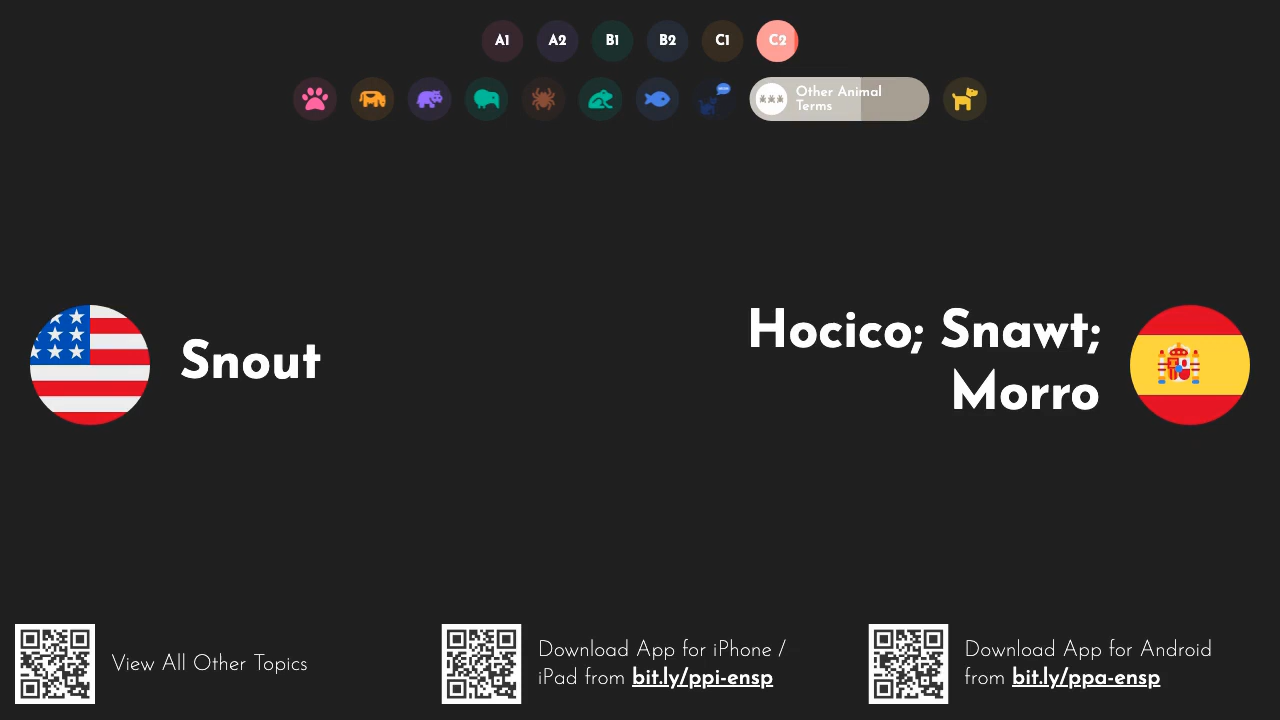 A1 A2 B1 B2 C1 C2
Other Animal
Terms
Snout
Hocico; Snawt;
Morro
View All Other Topics
Download App for iPhone /
iPad from bit.ly/ppi-ensp
Download App for Android
from bit.ly/ppa-ensp